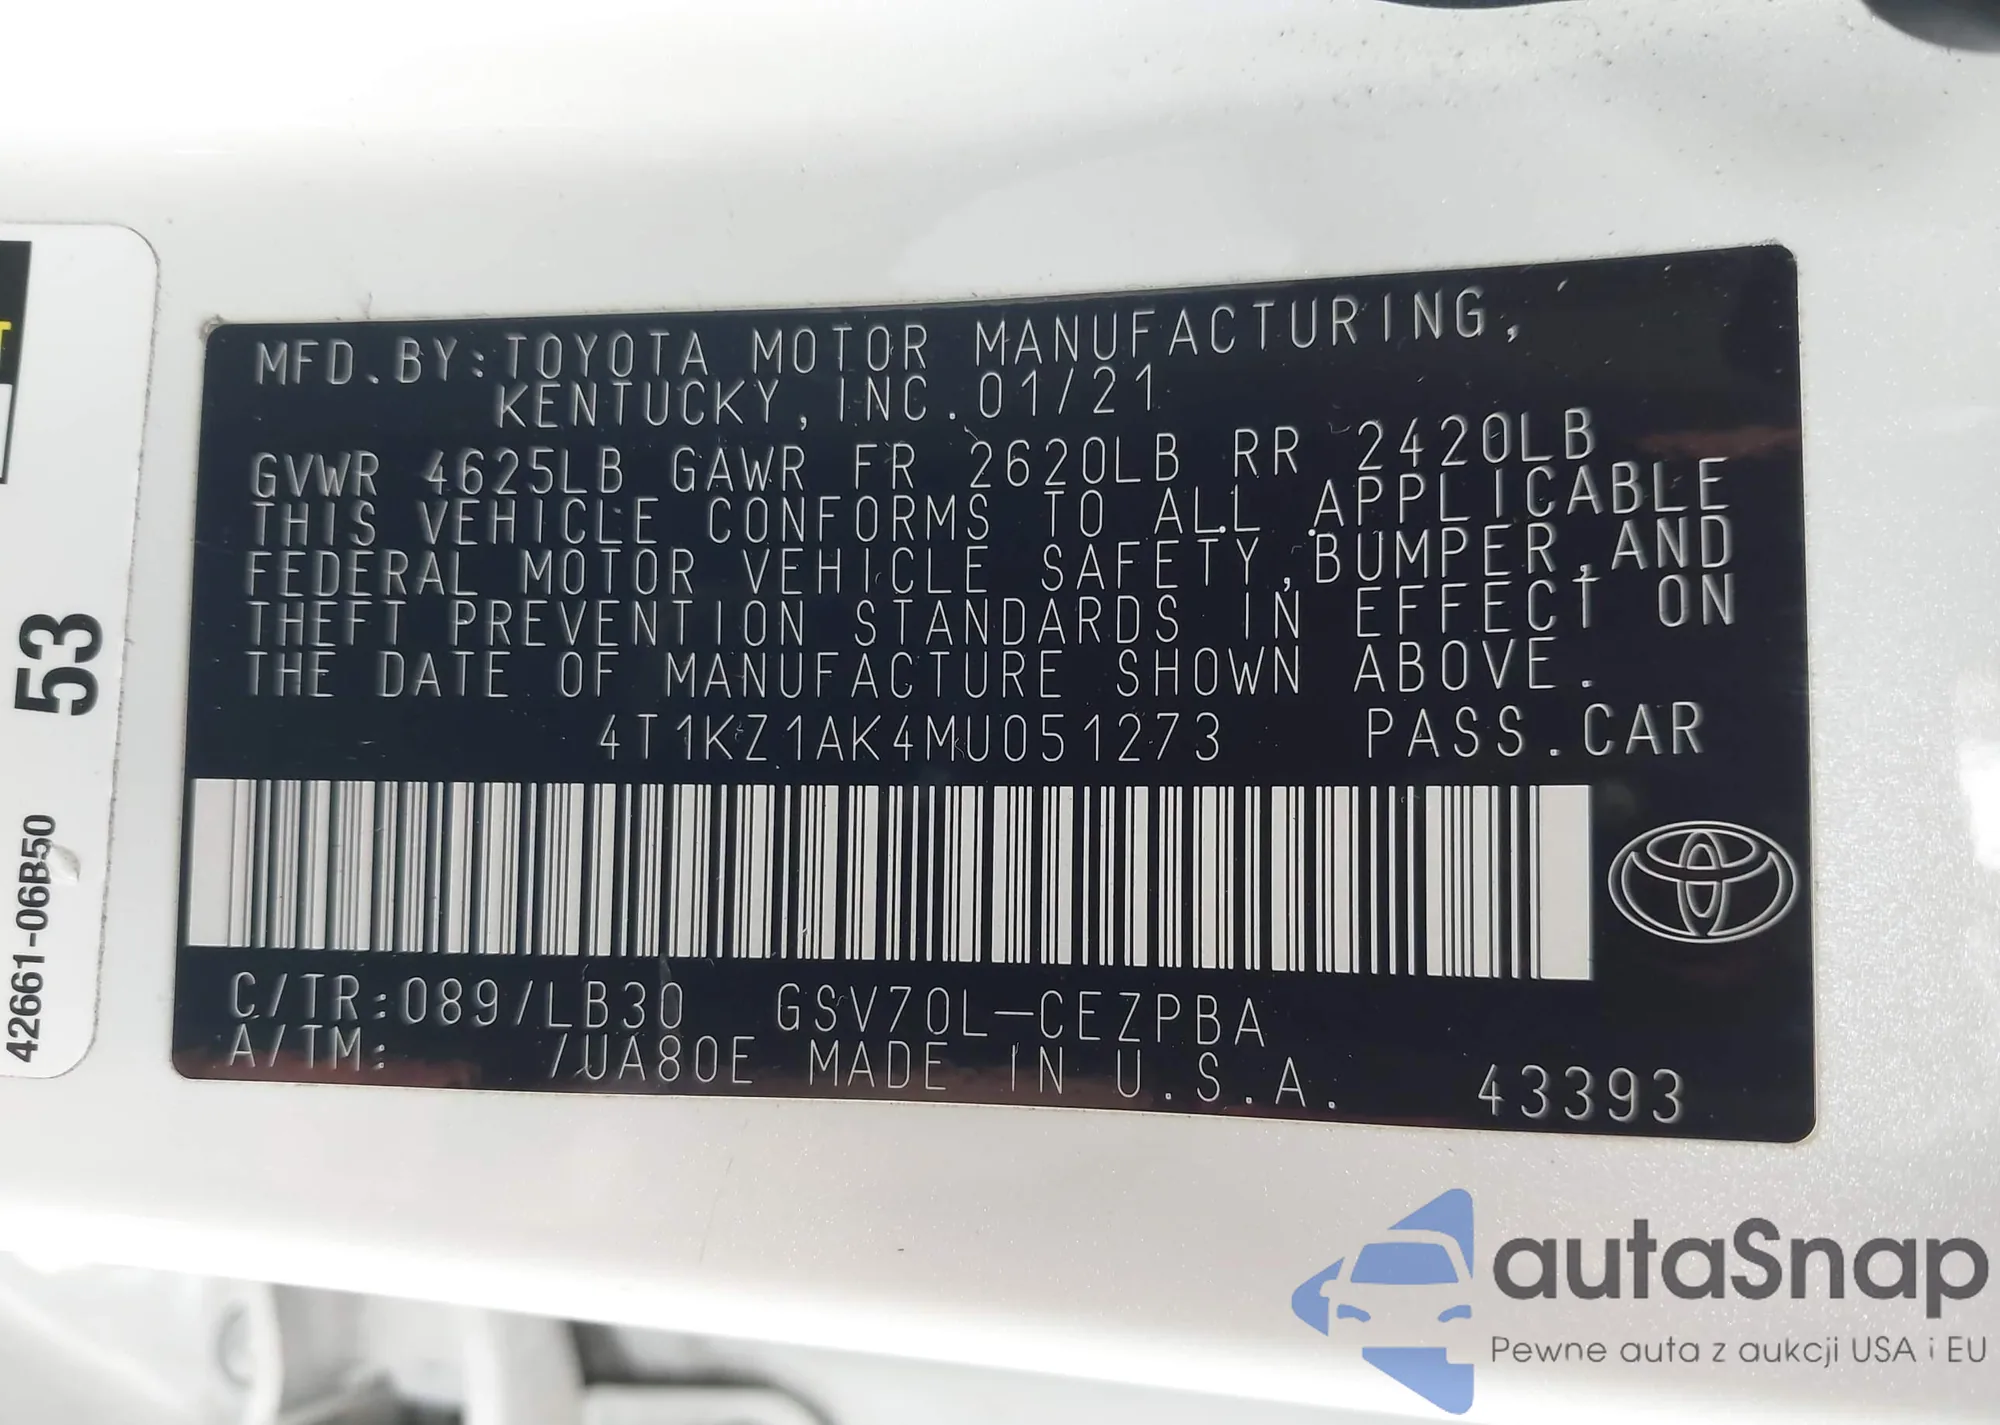 MFD.BY:TOYOTA MOTOR MANUFACTURING,
KENTUCKY,INC.01/21
GVWR 4625LB GAWR FR 2620LB RR 2420LB
THIS VEHICLE CONFORMS TO ALL APPLICABLE
FEDERAL MOTOR VEHICLE SAFETY,BUMPER,AND
THEFT PREVENTION STANDARDS IN EFFECT ON
THE DATE OF MANUFACTURE SHOWN ABOVE.
4T1KZ1AK4MU051273 PASS.CAR
C/TR:089/LB30 GSV70L-CEZPBA
A/TM: /UA80E MADE IN U.S.A. 43393
53
42661-06B50
T
autaSnap
Pewne auta z aukcji USA i EU